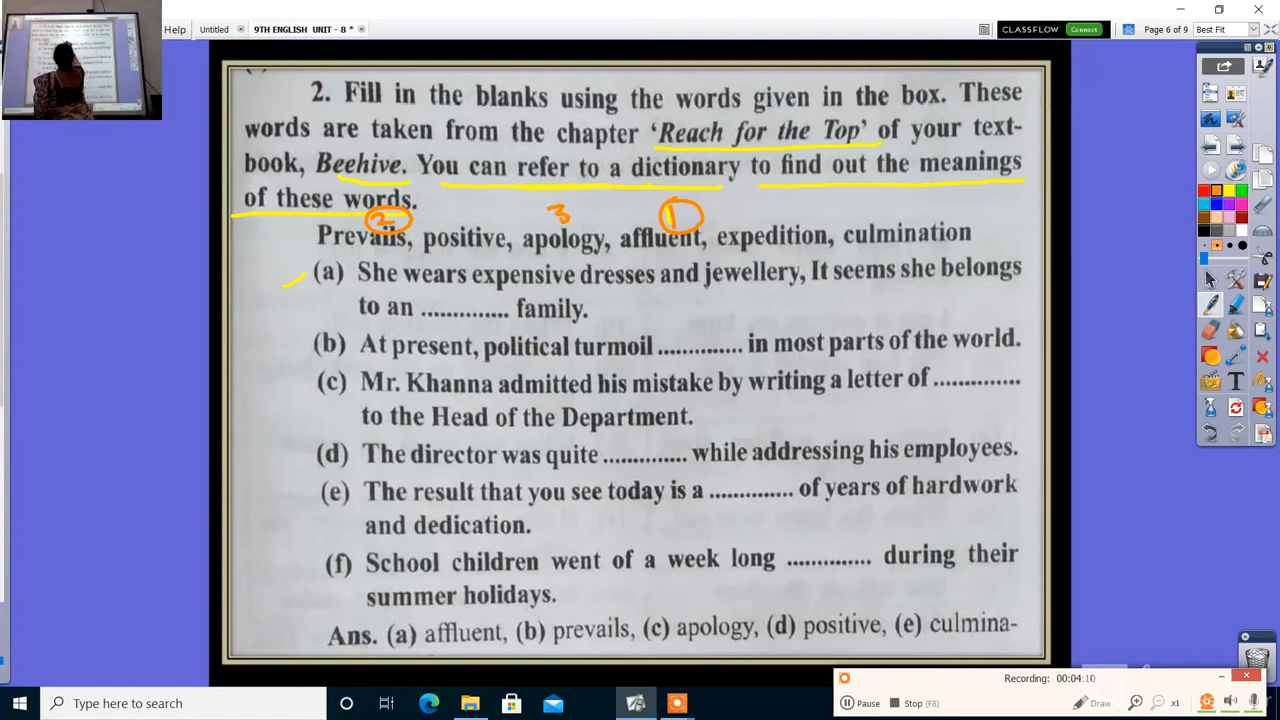 Help
Untitled
9TH ENGLISH UNIT - 8 *
CLASSFLOW
Connect
Page 6 of 9
Best Fit
2. Fill in the blanks using the words given in the box. These
words are taken from the chapter ‘Reach for the Top’ of your text-
book, Beehive. You can refer to a dictionary to find out the meanings
of these words.
2 3 1
Prevails, positive, apology, affluent, expedition, culmination
(a) She wears expensive dresses and jewellery, It seems she belongs
to an .............. family.
(b) At present, political turmoil .............. in most parts of the world.
(c) Mr. Khanna admitted his mistake by writing a letter of ..............
to the Head of the Department.
(d) The director was quite .............. while addressing his employees.
(e) The result that you see today is a .............. of years of hardwork
and dedication.
(f) School children went of a week long .............. during their
summer holidays.
Ans. (a) affluent, (b) prevails, (c) apology, (d) positive, (e) culmina-
Recording: 00:04:10
Pause
Stop (F8)
Draw
x1
Type here to search